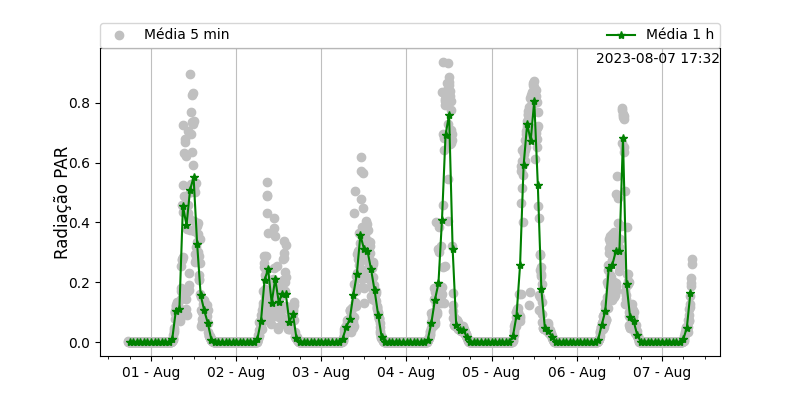 Média 5 min
Média 1 h
2023-08-07 17:32
Radiação PAR
0.8
0.6
0.4
0.2
0.0
01 - Aug
02 - Aug
03 - Aug
04 - Aug
05 - Aug
06 - Aug
07 - Aug